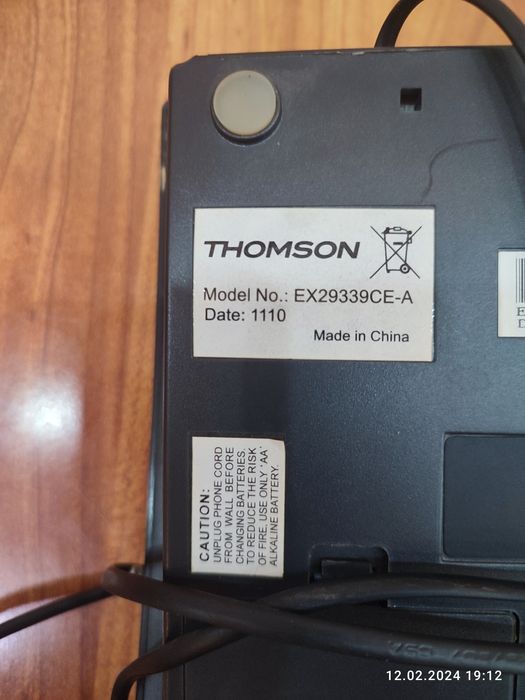 THOMSON
Model No.: EX29339CE-A
Date: 1110
Made in China
CAUTION:
UNPLUG PHONE CORD
FROM WALL BEFORE
CHANGING BATTERIES.
TO REDUCE THE RISK
OF FIRE, USE ONLY 'AA'
ALKALINE BATTERY.
12.02.2024 19:12